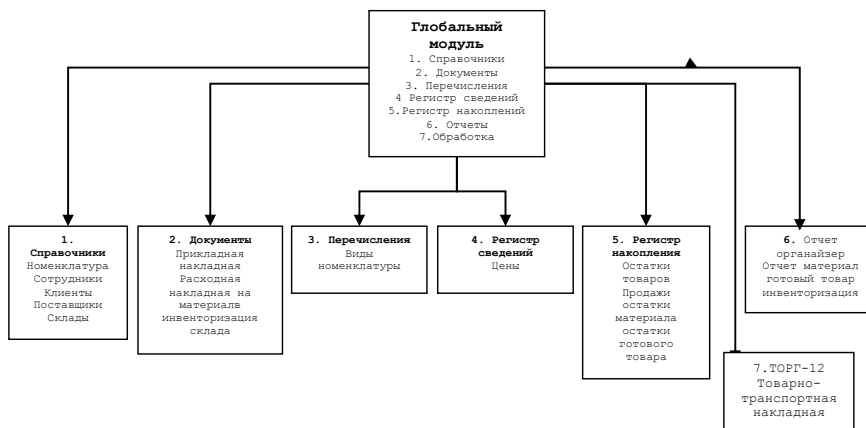 Глобальный
модуль
1. Справочники
2. Документы
3. Перечисления
4 Регистр сведений
5.Регистр накоплений
6. Отчеты
7.Обработка
1.
Справочники
Номенклатура
Сотрудники
Клиенты
Поставщики
Склады
2. Документы
Прикладная
накладная
Расходная
накладная на
материалв
инвенторизация
склада
3. Перечисления
Виды
номенклатуры
4. Регистр
сведений
Цены
5. Регистр
накопления
Остатки
товаров
Продажи
остатки
материала
остатки
готового
товара
6. Отчет
органайзер
Отчет материал
готовый товар
инвенторизация
7.ТОРГ-12
Товарно-
транспортная
накладная